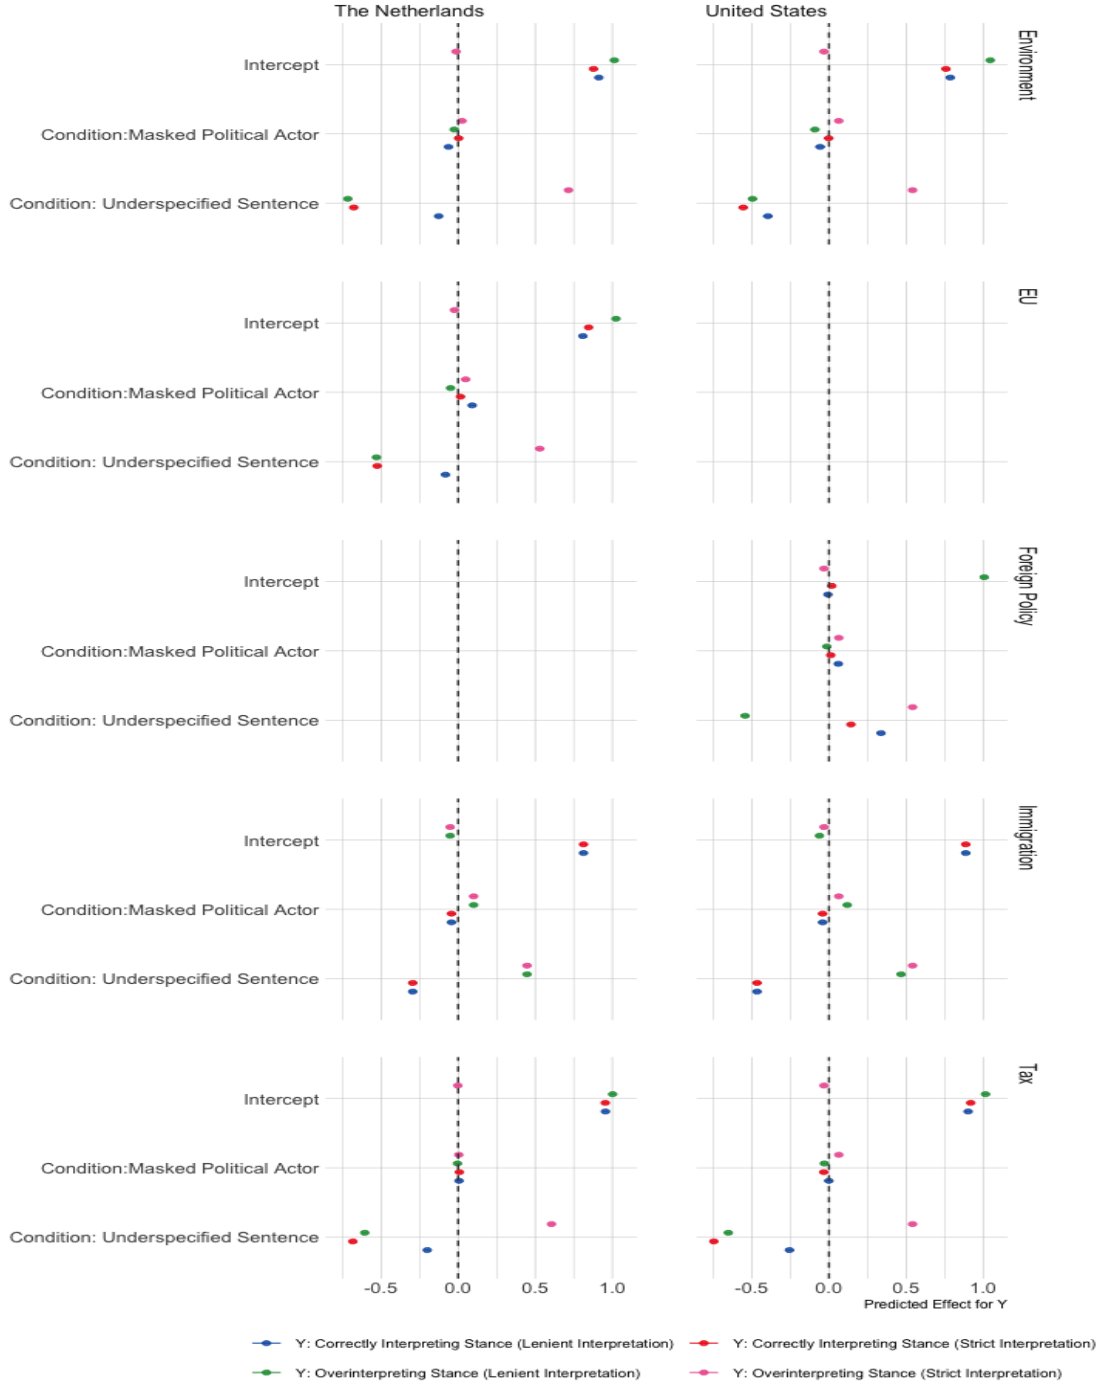 The Netherlands United States
Environment
Intercept
Condition:Masked Political Actor
Condition: Underspecified Sentence
EU
Intercept
Condition:Masked Political Actor
Condition: Underspecified Sentence
Foreign Policy
Intercept
Condition:Masked Political Actor
Condition: Underspecified Sentence
Immigration
Intercept
Condition:Masked Political Actor
Condition: Underspecified Sentence
Tax
Intercept
Condition:Masked Political Actor
Condition: Underspecified Sentence
-0.5 0.0 0.5 1.0 -0.5 0.0 0.5 1.0
Predicted Effect for Y
Y: Correctly Interpreting Stance (Lenient Interpretation) Y: Correctly Interpreting Stance (Strict Interpretation)
Y: Overinterpreting Stance (Lenient Interpretation) Y: Overinterpreting Stance (Strict Interpretation)